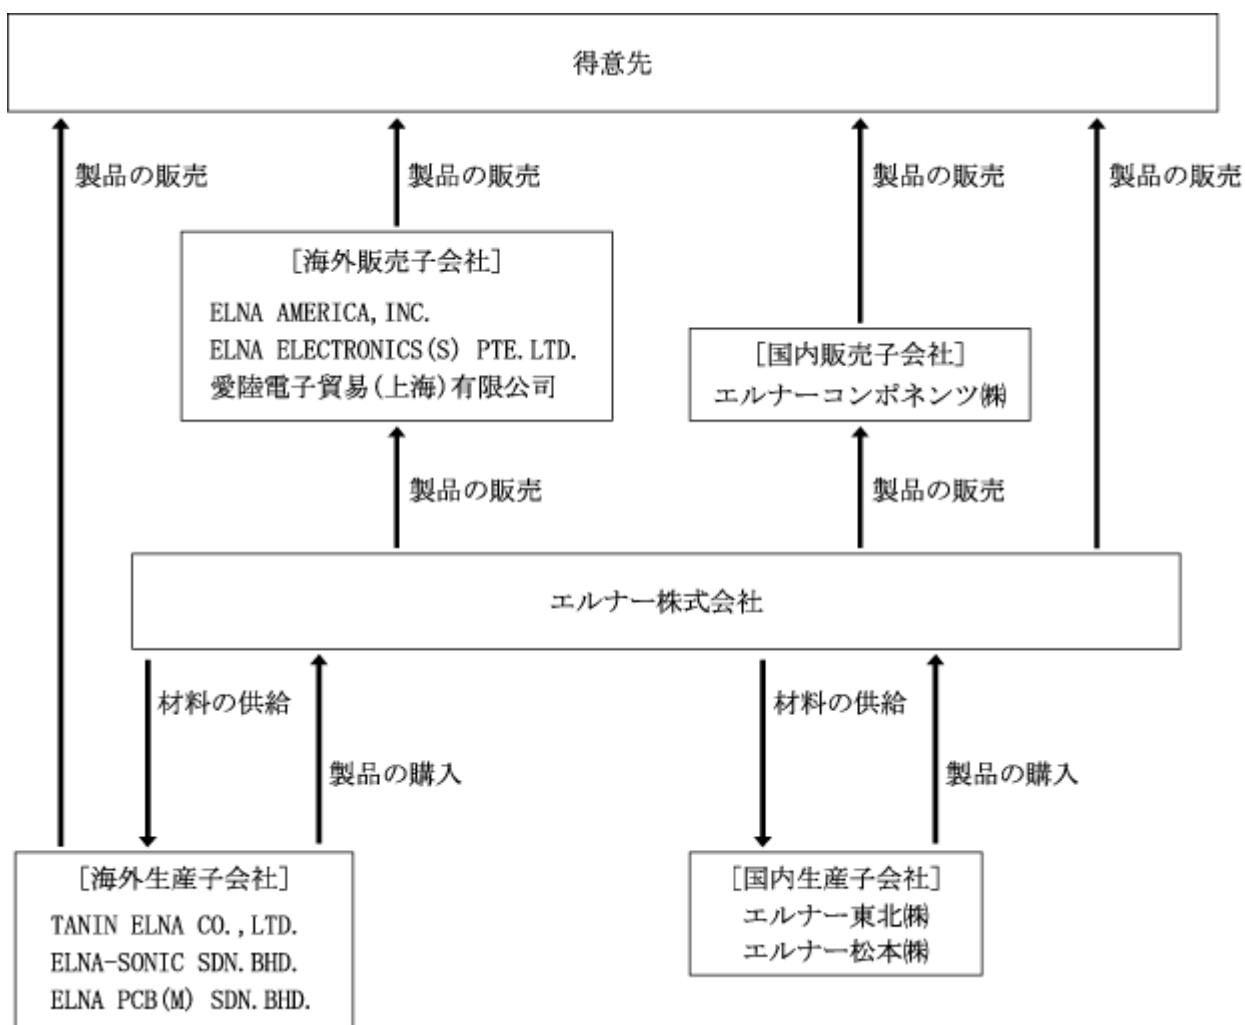 得意先
製品の販売
製品の販売
製品の販売
製品の販売
[海外販売子会社]
ELNA AMERICA,INC.
ELNA ELECTRONICS(S) PTE.LTD.
愛陸電子貿易(上海)有限公司
[国内販売子会社]
エルナーコンポネンツ㈱
製品の販売
製品の販売
エルナー株式会社
材料の供給
製品の購入
材料の供給
製品の購入
[海外生産子会社]
TANIN ELNA CO.,LTD.
ELNA-SONIC SDN.BHD.
ELNA PCB(M) SDN.BHD.
[国内生産子会社]
エルナー東北㈱
エルナー松本㈱